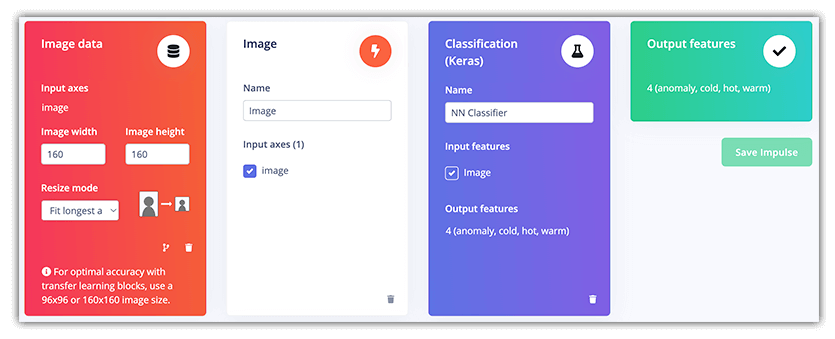 Image data
Input axes
image
Image width
Image height
160
160
Resize mode
Fit longest a
For optimal accuracy with
transfer learning blocks, use a
96x96 or 160x160 image size.
Image
Name
Image
Input axes (1)
image
Classification
(Keras)
Name
NN Classifier
Input features
Image
Output features
4 (anomaly, cold, hot, warm)
Output features
4 (anomaly, cold, hot, warm)
Save Impulse